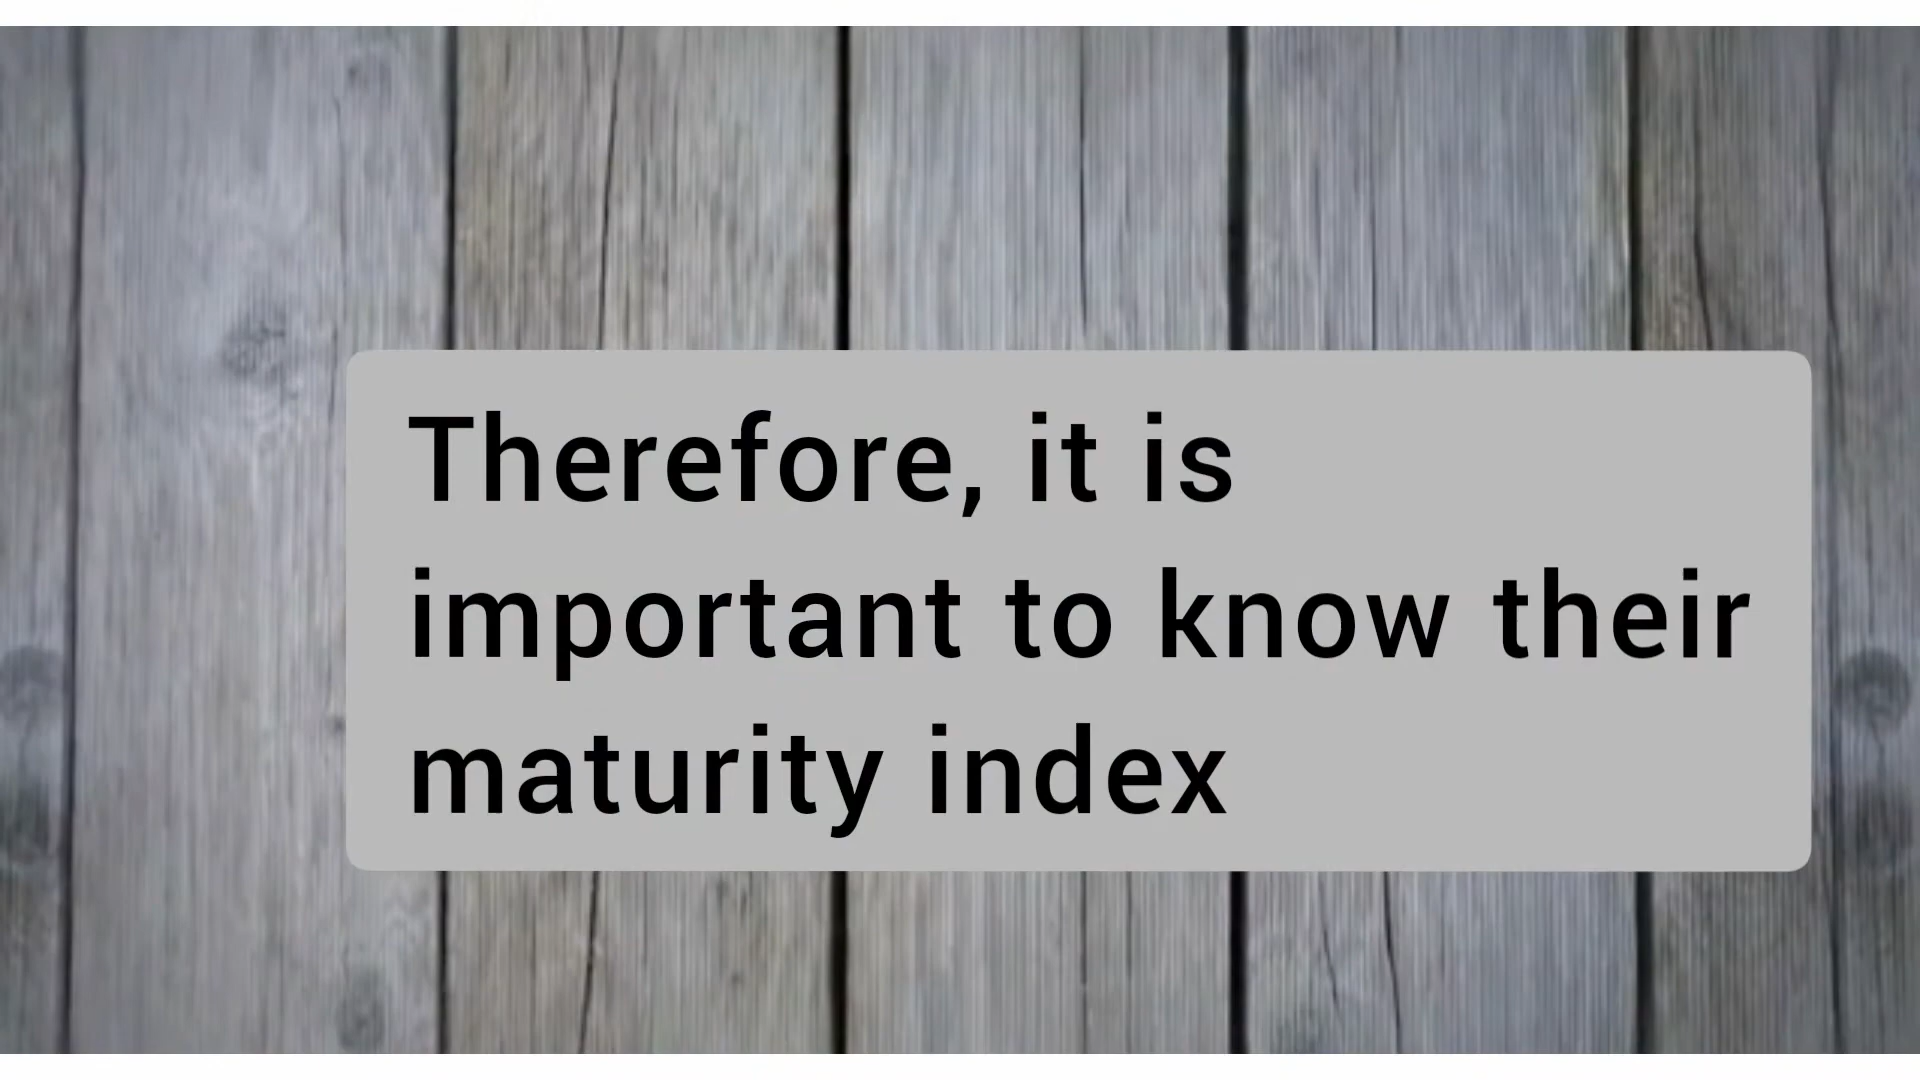 Therefore, it is
important to know their
maturity index